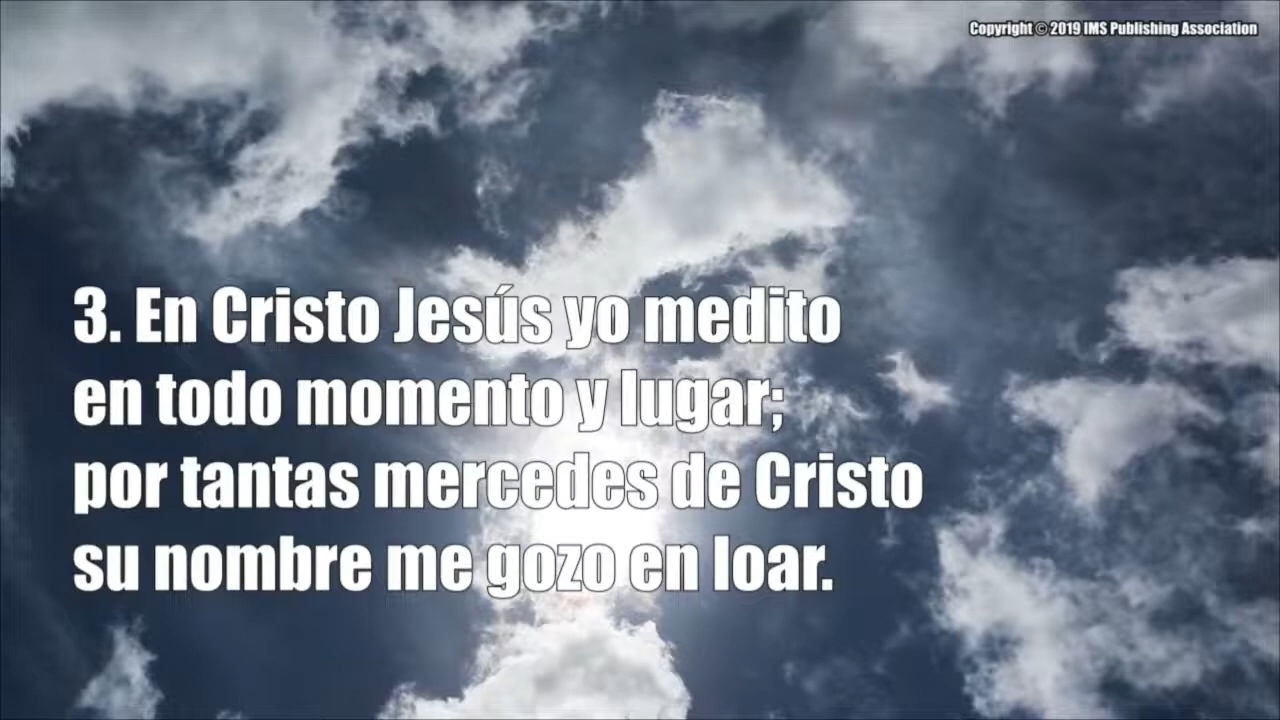 Copyright © 2019 IMS Publishing Association
3. En Cristo Jesús yo medito
en todo momento y lugar;
por tantas mercedes de Cristo
su nombre me gozo en loar.